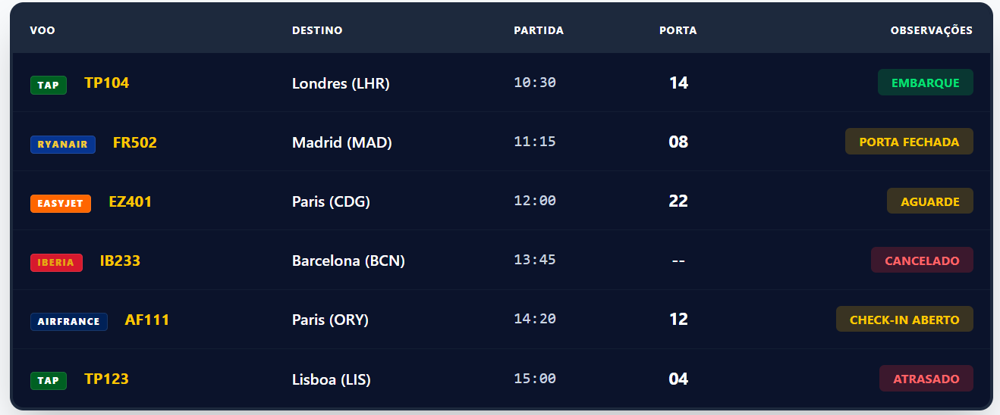 VOO DESTINO PARTIDA PORTA OBSERVAÇÕES
TAP TP104 Londres (LHR) 10:30 14 EMBARQUE
RYANAIR FR502 Madrid (MAD) 11:15 08 PORTA FECHADA
EASYJET EZ401 Paris (CDG) 12:00 22 AGUARDE
IBERIA IB233 Barcelona (BCN) 13:45 -- CANCELADO
AIRFRANCE AF111 Paris (ORY) 14:20 12 CHECK-IN ABERTO
TAP TP123 Lisboa (LIS) 15:00 04 ATRASADO